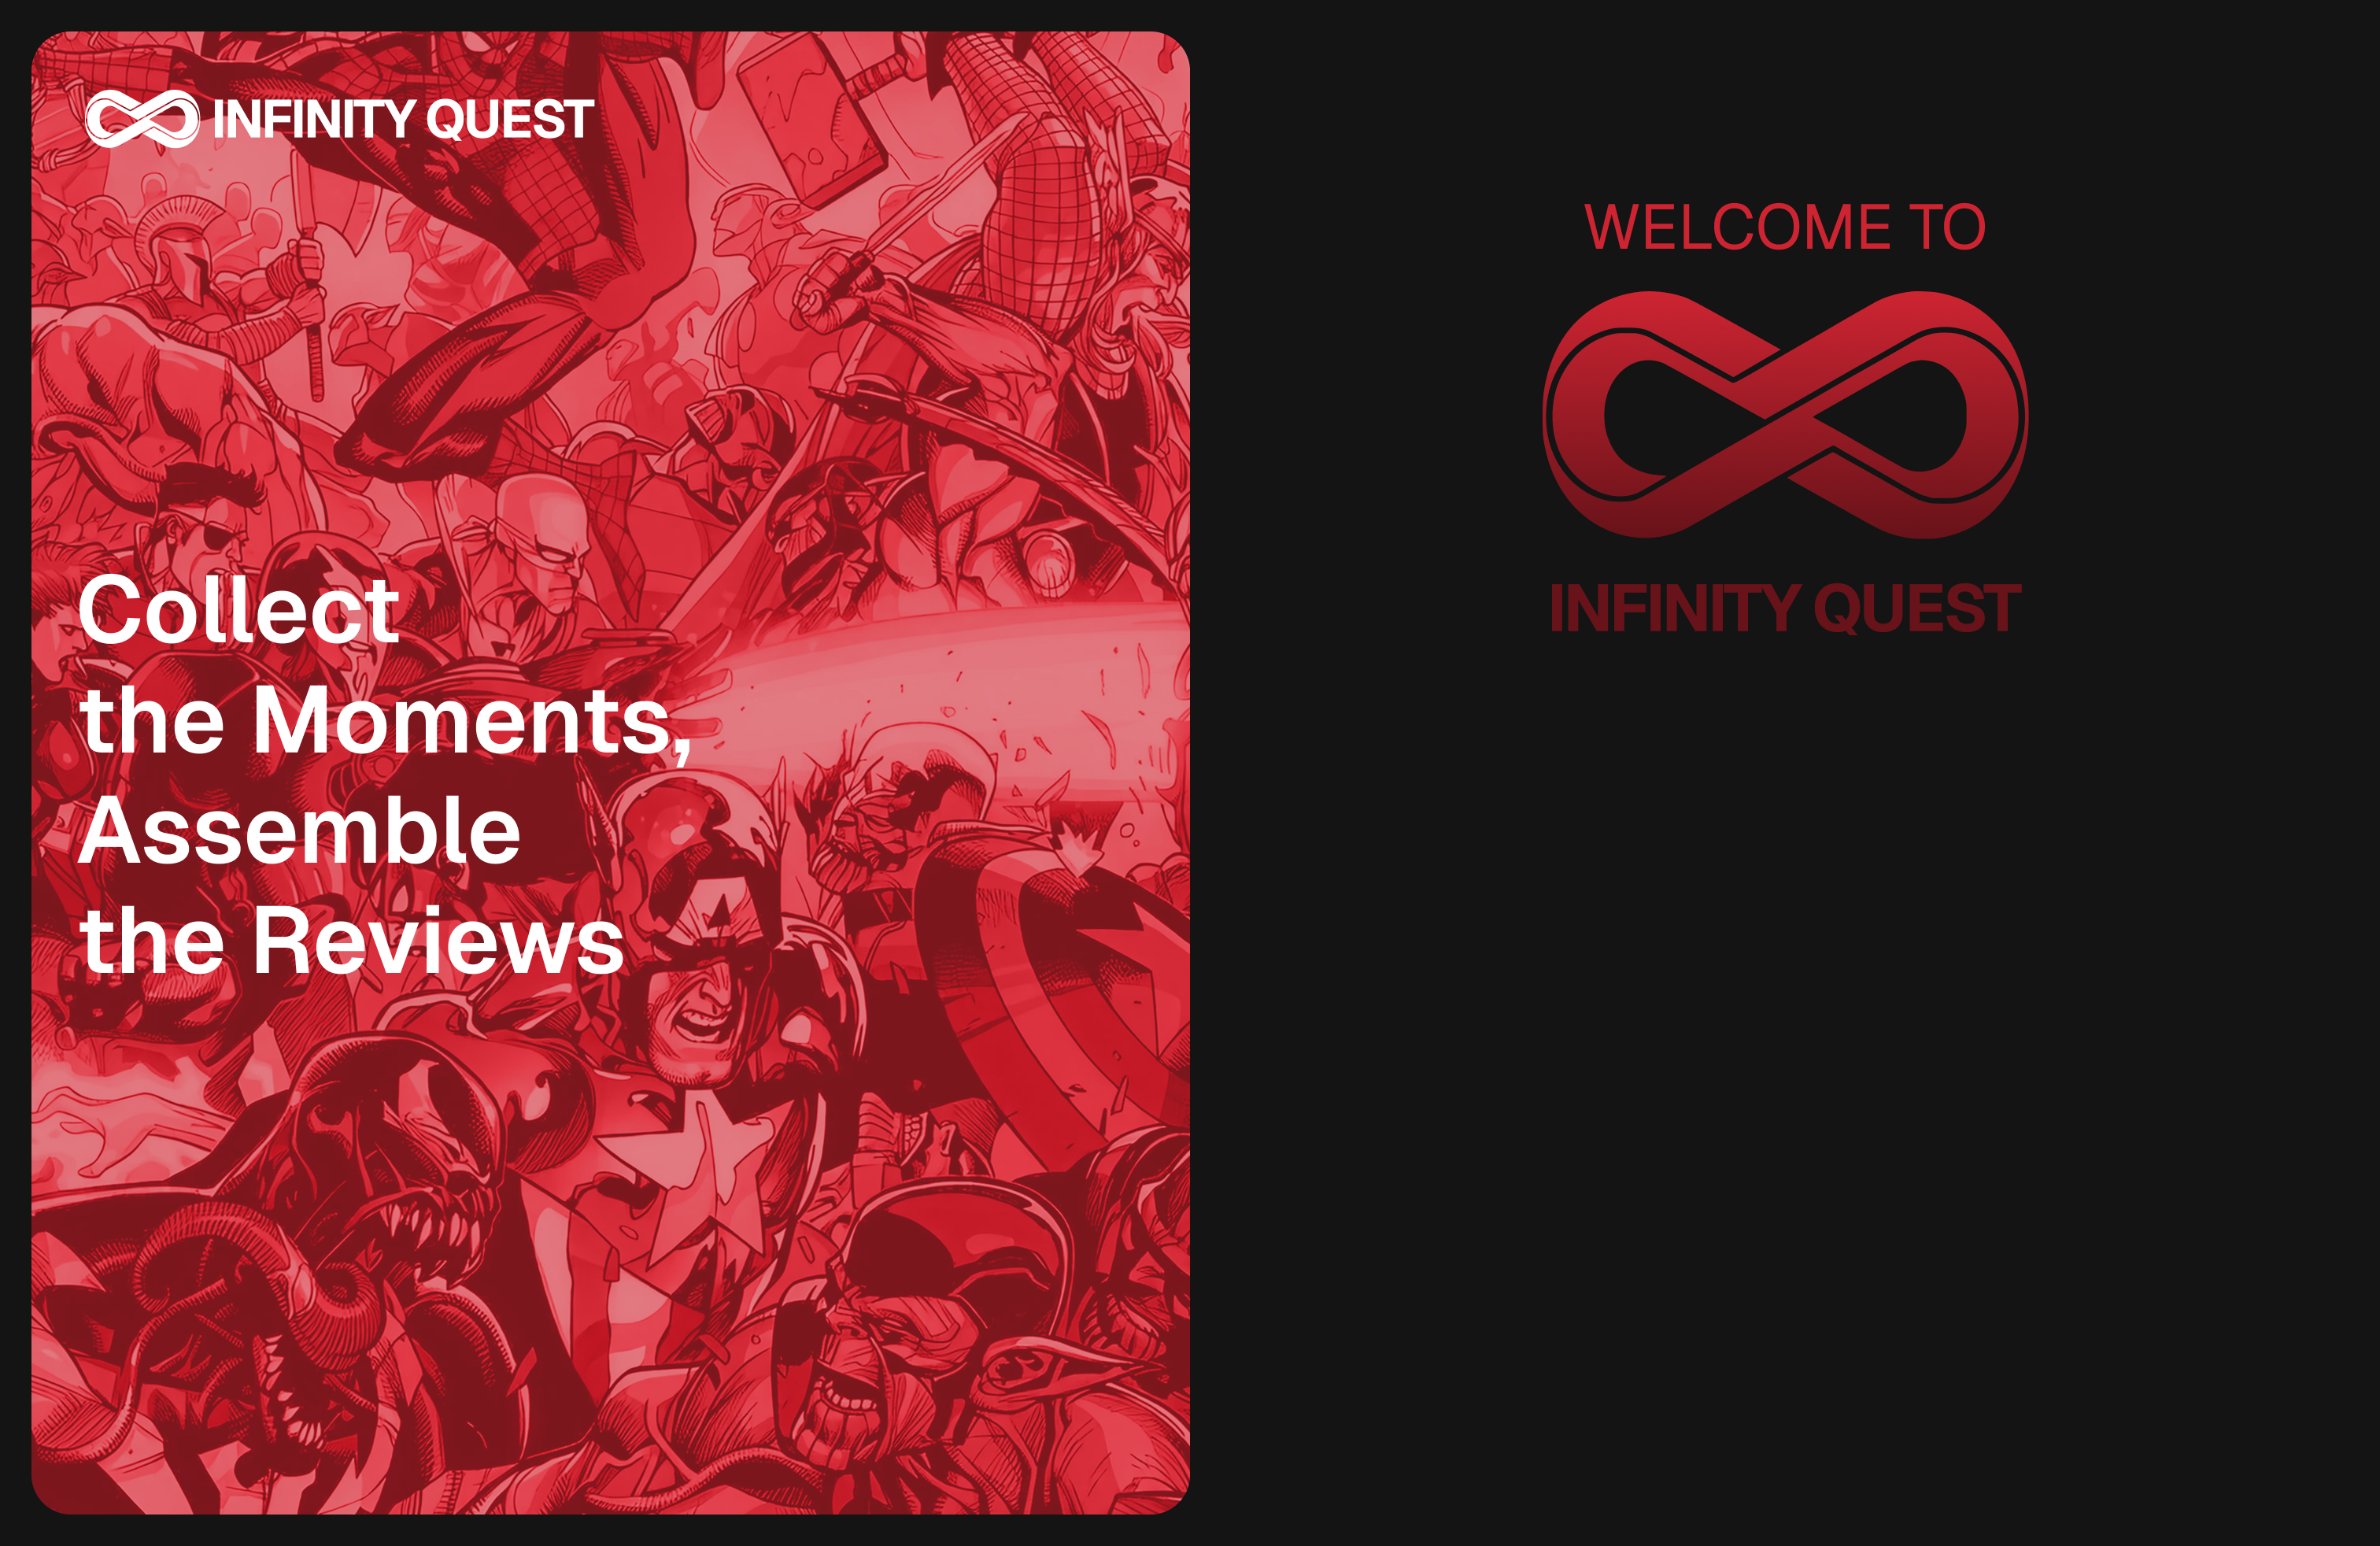 INFINITY QUEST
Collect
the Moments,
Assemble
the Reviews
WELCOME TO
INFINITY QUEST